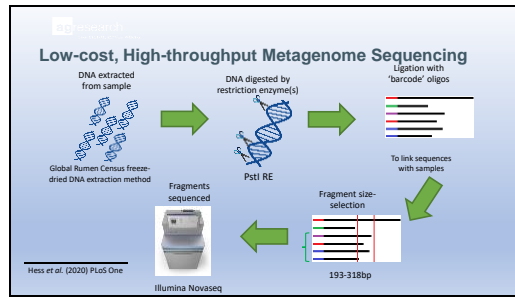 agresearch
Low-cost, High-throughput Metagenome Sequencing
DNA extracted
from sample
Global Rumen Census freeze-
dried DNA extraction method
DNA digested by
restriction enzyme(s)
PstI RE
Ligation with
'barcode' oligos
To link sequences
with samples
Fragment size-
selection
193-318bp
Fragments
sequenced
Illumina Novaseq
Hess et al. (2020) PLoS One